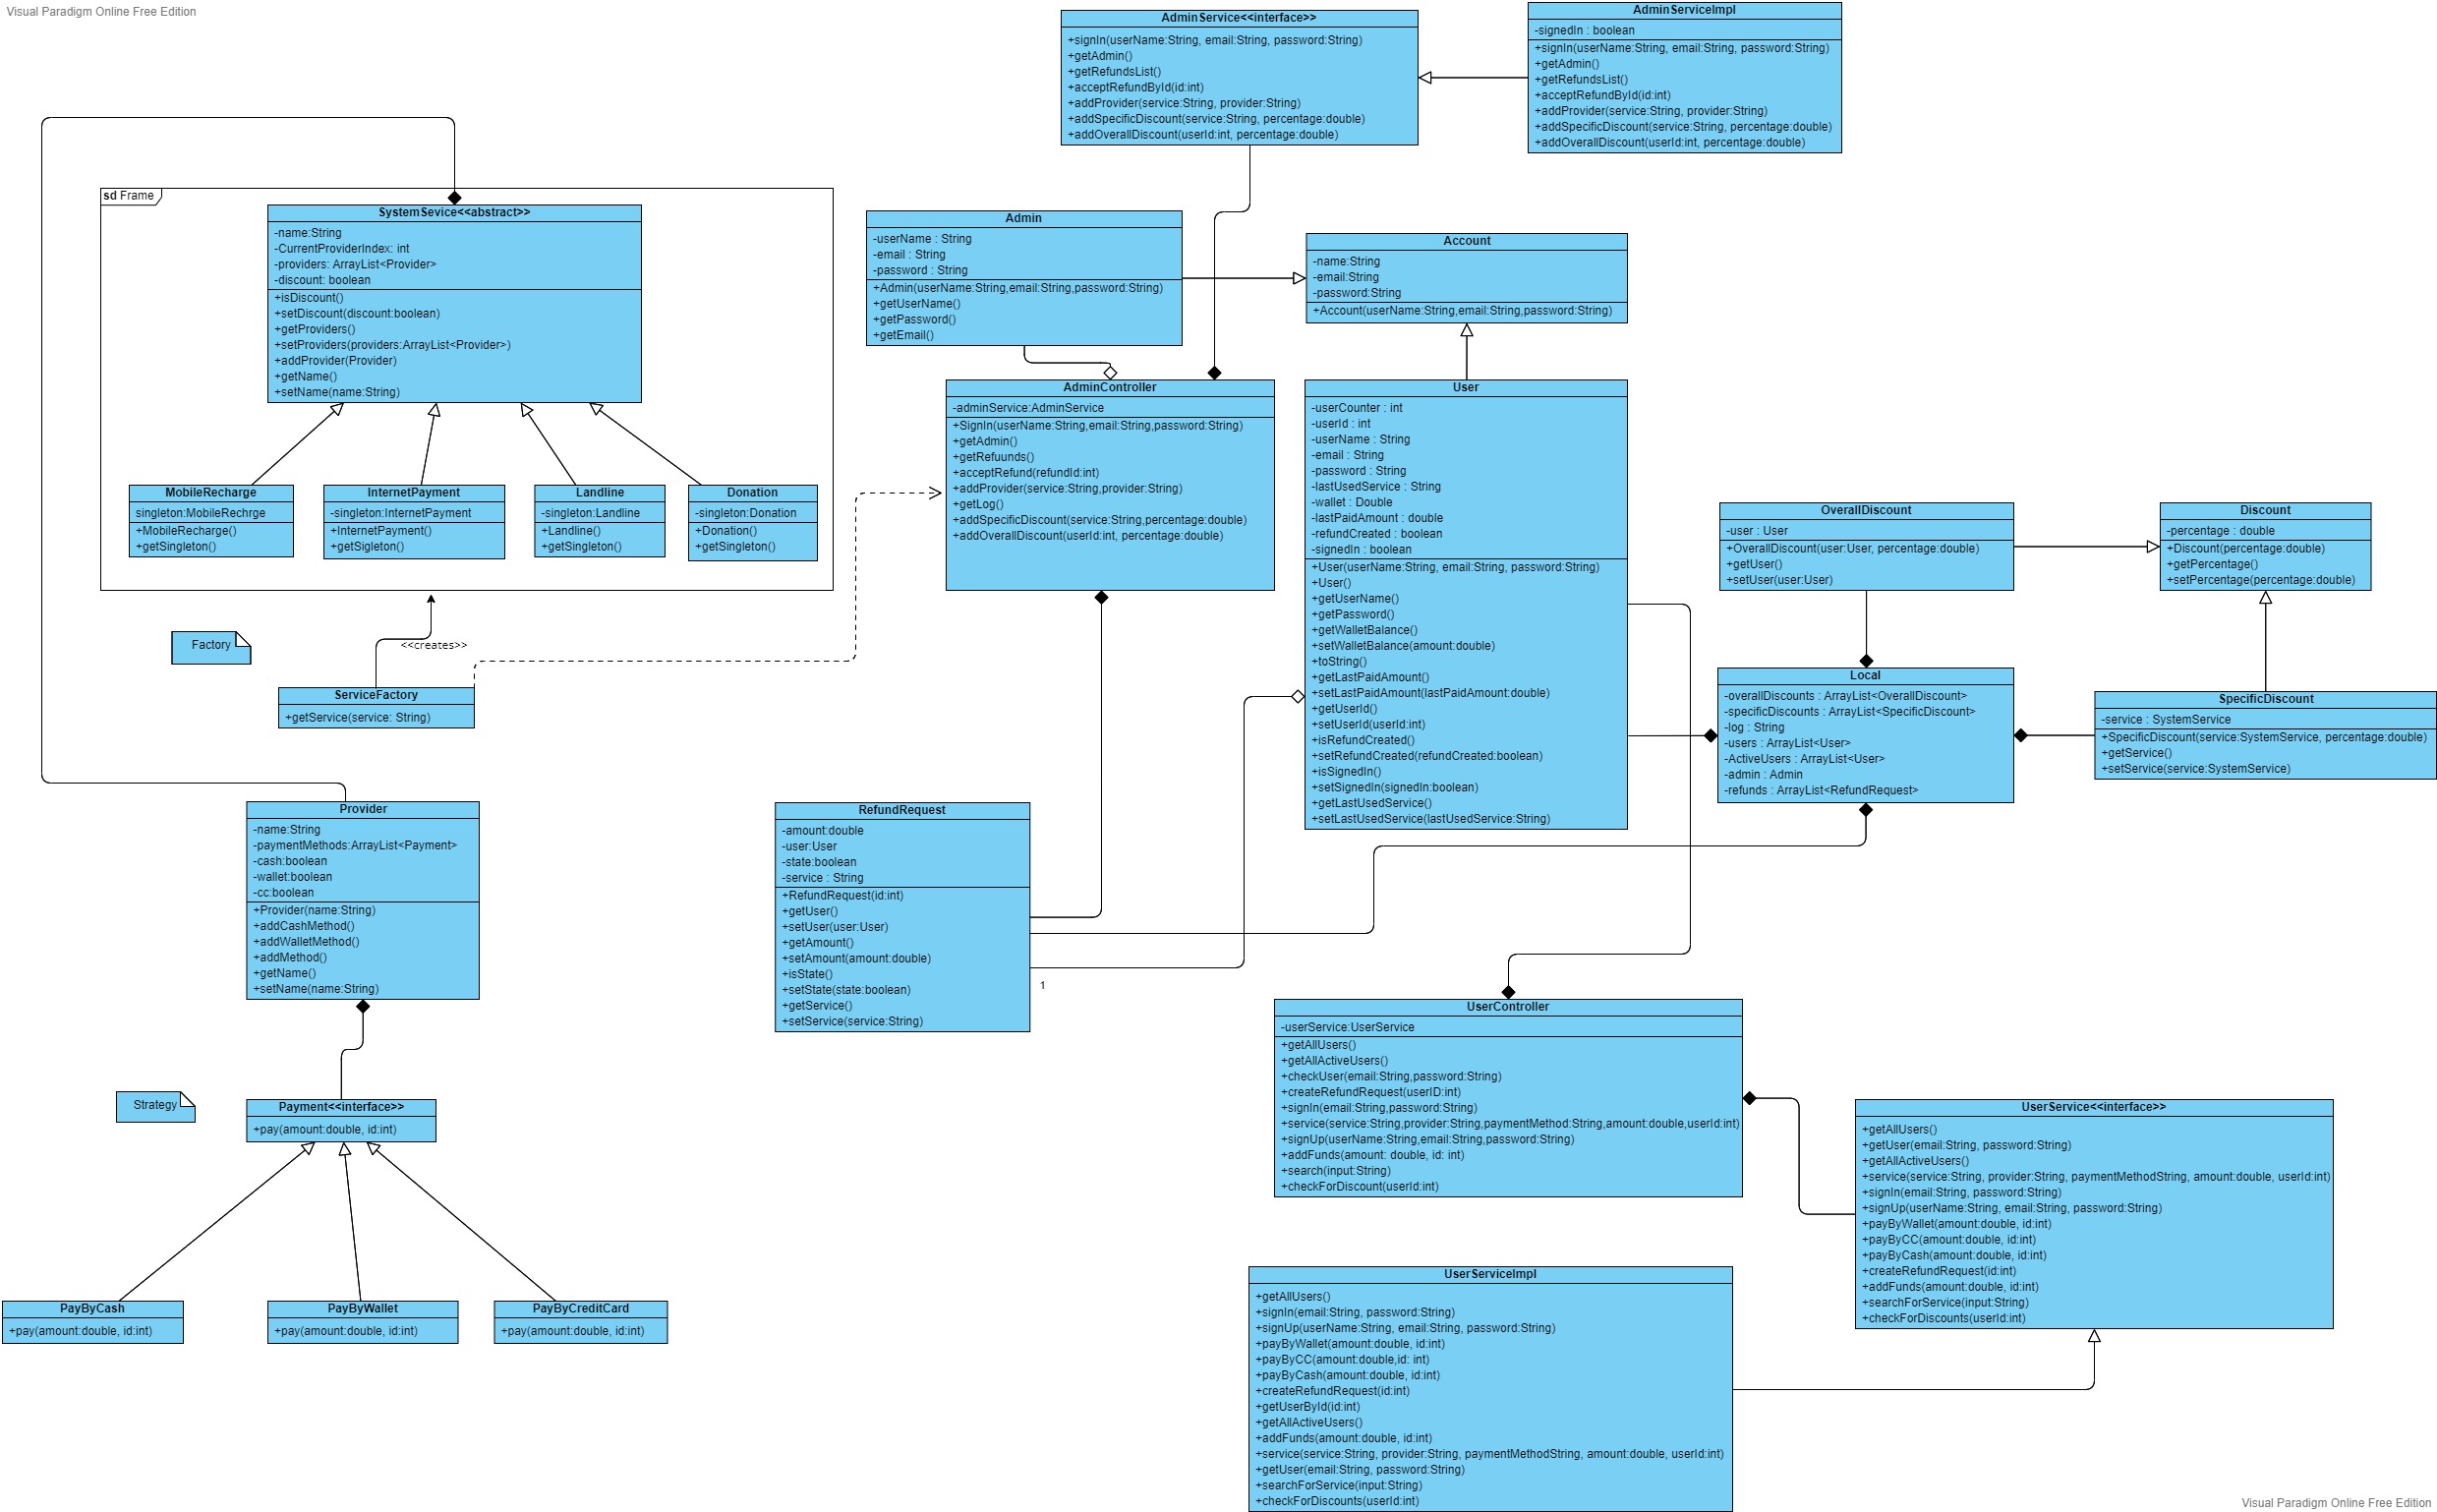 Visual Paradigm Online Free Edition
AdminService<<interface>>
+signIn(userName:String, email:String, password:String)
+getAdmin()
+getRefundsList()
+acceptRefundById(id:int)
+addProvider(service:String, provider:String)
+addSpecificDiscount(service:String, percentage:double)
+addOverallDiscount(userId:int, percentage:double)
AdminServiceImpl
-signedIn : boolean
+signIn(userName:String, email:String, password:String)
+getAdmin()
+getRefundsList()
+acceptRefundById(id:int)
+addProvider(service:String, provider:String)
+addSpecificDiscount(service:String, percentage:double)
+addOverallDiscount(userId:int, percentage:double)
sd Frame
SystemSevice<<abstract>>
-name:String
-CurrentProviderIndex: int
-providers: ArrayList<Provider>
-discount: boolean
+isDiscount()
+setDiscount(discount:boolean)
+getProviders()
+setProviders(providers:ArrayList<Provider>)
+addProvider(Provider)
+getName()
+setName(name:String)
Admin
-userName : String
-email : String
-password : String
+Admin(userName:String,email:String,password:String)
+getUserName()
+getPassword()
+getEmail()
Account
-name:String
-email:String
-password:String
+Account(userName:String,email:String,password:String)
AdminController
-adminService:AdminService
+SignIn(userName:String,email:String,password:String)
+getAdmin()
+getRefuunds()
+acceptRefund(refundId:int)
+addProvider(service:String,provider:String)
+getLog()
+addSpecificDiscount(service:String,percentage:double)
+addOverallDiscount(userId:int, percentage:double)
User
-userCounter : int
-userId : int
-userName : String
-email : String
-password : String
-lastUsedService : String
-wallet : Double
-lastPaidAmount : double
-refundCreated : boolean
-signedIn : boolean
+User(userName:String, email:String, password:String)
+User()
+getUserName()
+getPassword()
+getWalletBalance()
+setWalletBalance(amount:double)
+toString()
+getLastPaidAmount()
+setLastPaidAmount(lastPaidAmount:double)
+getUserId()
+setUserId(userId:int)
+isRefundCreated()
+setRefundCreated(refundCreated:boolean)
+isSignedIn()
+setSignedIn(signedIn:boolean)
+getLastUsedService()
+setLastUsedService(lastUsedService:String)
MobileRecharge
singleton:MobileRechrge
+MobileRecharge()
+getSingleton()
InternetPayment
-singleton:InternetPayment
+InternetPayment()
+getSigleton()
Landline
-singleton:Landline
+Landline()
+getSingleton()
Donation
-singleton:Donation
+Donation()
+getSingleton()
OverallDiscount
-user : User
+OverallDiscount(user:User, percentage:double)
+getUser()
+setUser(user:User)
Discount
-percentage : double
+Discount(percentage:double)
+getPercentage()
+setPercentage(percentage:double)
Factory
<<creates>>
ServiceFactory
+getService(service: String)
Local
-overallDiscounts : ArrayList<OverallDiscount>
-specificDiscounts : ArrayList<SpecificDiscount>
-log : String
-users : ArrayList<User>
-ActiveUsers : ArrayList<User>
-admin : Admin
-refunds : ArrayList<RefundRequest>
SpecificDiscount
-service : SystemService
+SpecificDiscount(service:SystemService, percentage:double)
+getService()
+setService(service:SystemService)
Provider
-name:String
-paymentMethods:ArrayList<Payment>
-cash:boolean
-wallet:boolean
-cc:boolean
+Provider(name:String)
+addCashMethod()
+addWalletMethod()
+addMethod()
+getName()
+setName(name:String)
RefundRequest
-amount:double
-user:User
-state:boolean
-service : String
+RefundRequest(id:int)
+getUser()
+setUser(user:User)
+getAmount()
+setAmount(amount:double)
+isState()
+setState(state:boolean)
+getService()
+setService(service:String)
1
UserController
-userService:UserService
+getAllUsers()
+getAllActiveUsers()
+checkUser(email:String,password:String)
+createRefundRequest(userID:int)
+signIn(email:String,password:String)
+service(service:String,provider:String,paymentMethod:String,amount:double,userId:int)
+signUp(userName:String,email:String,password:String)
+addFunds(amount: double, id: int)
+search(input:String)
+checkForDiscount(userId:int)
Strategy
Payment<<interface>>
+pay(amount:double, id:int)
UserService<<interface>>
+getAllUsers()
+getUser(email:String, password:String)
+getAllActiveUsers()
+service(service:String, provider:String, paymentMethodString, amount:double, userId:int)
+signIn(email:String, password:String)
+signUp(userName:String, email:String, password:String)
+payByWallet(amount:double, id:int)
+payByCC(amount:double, id:int)
+payByCash(amount:double, id:int)
+createRefundRequest(id:int)
+addFunds(amount:double, id:int)
+searchForService(input:String)
+checkForDiscounts(userId:int)
PayByCash
+pay(amount:double, id:int)
PayByWallet
+pay(amount:double, id:int)
PayByCreditCard
+pay(amount:double, id:int)
UserServiceImpl
+getAllUsers()
+signIn(email:String, password:String)
+signUp(userName:String, email:String, password:String)
+payByWallet(amount:double, id:int)
+payByCC(amount:double,id: int)
+payByCash(amount:double, id:int)
+createRefundRequest(id:int)
+getUserById(id:int)
+getAllActiveUsers()
+addFunds(amount:double, id:int)
+service(service:String, provider:String, paymentMethodString, amount:double, userId:int)
+getUser(email:String, password:String)
+searchForService(input:String)
+checkForDiscounts(userId:int)
Visual Paradigm Online Free Edition